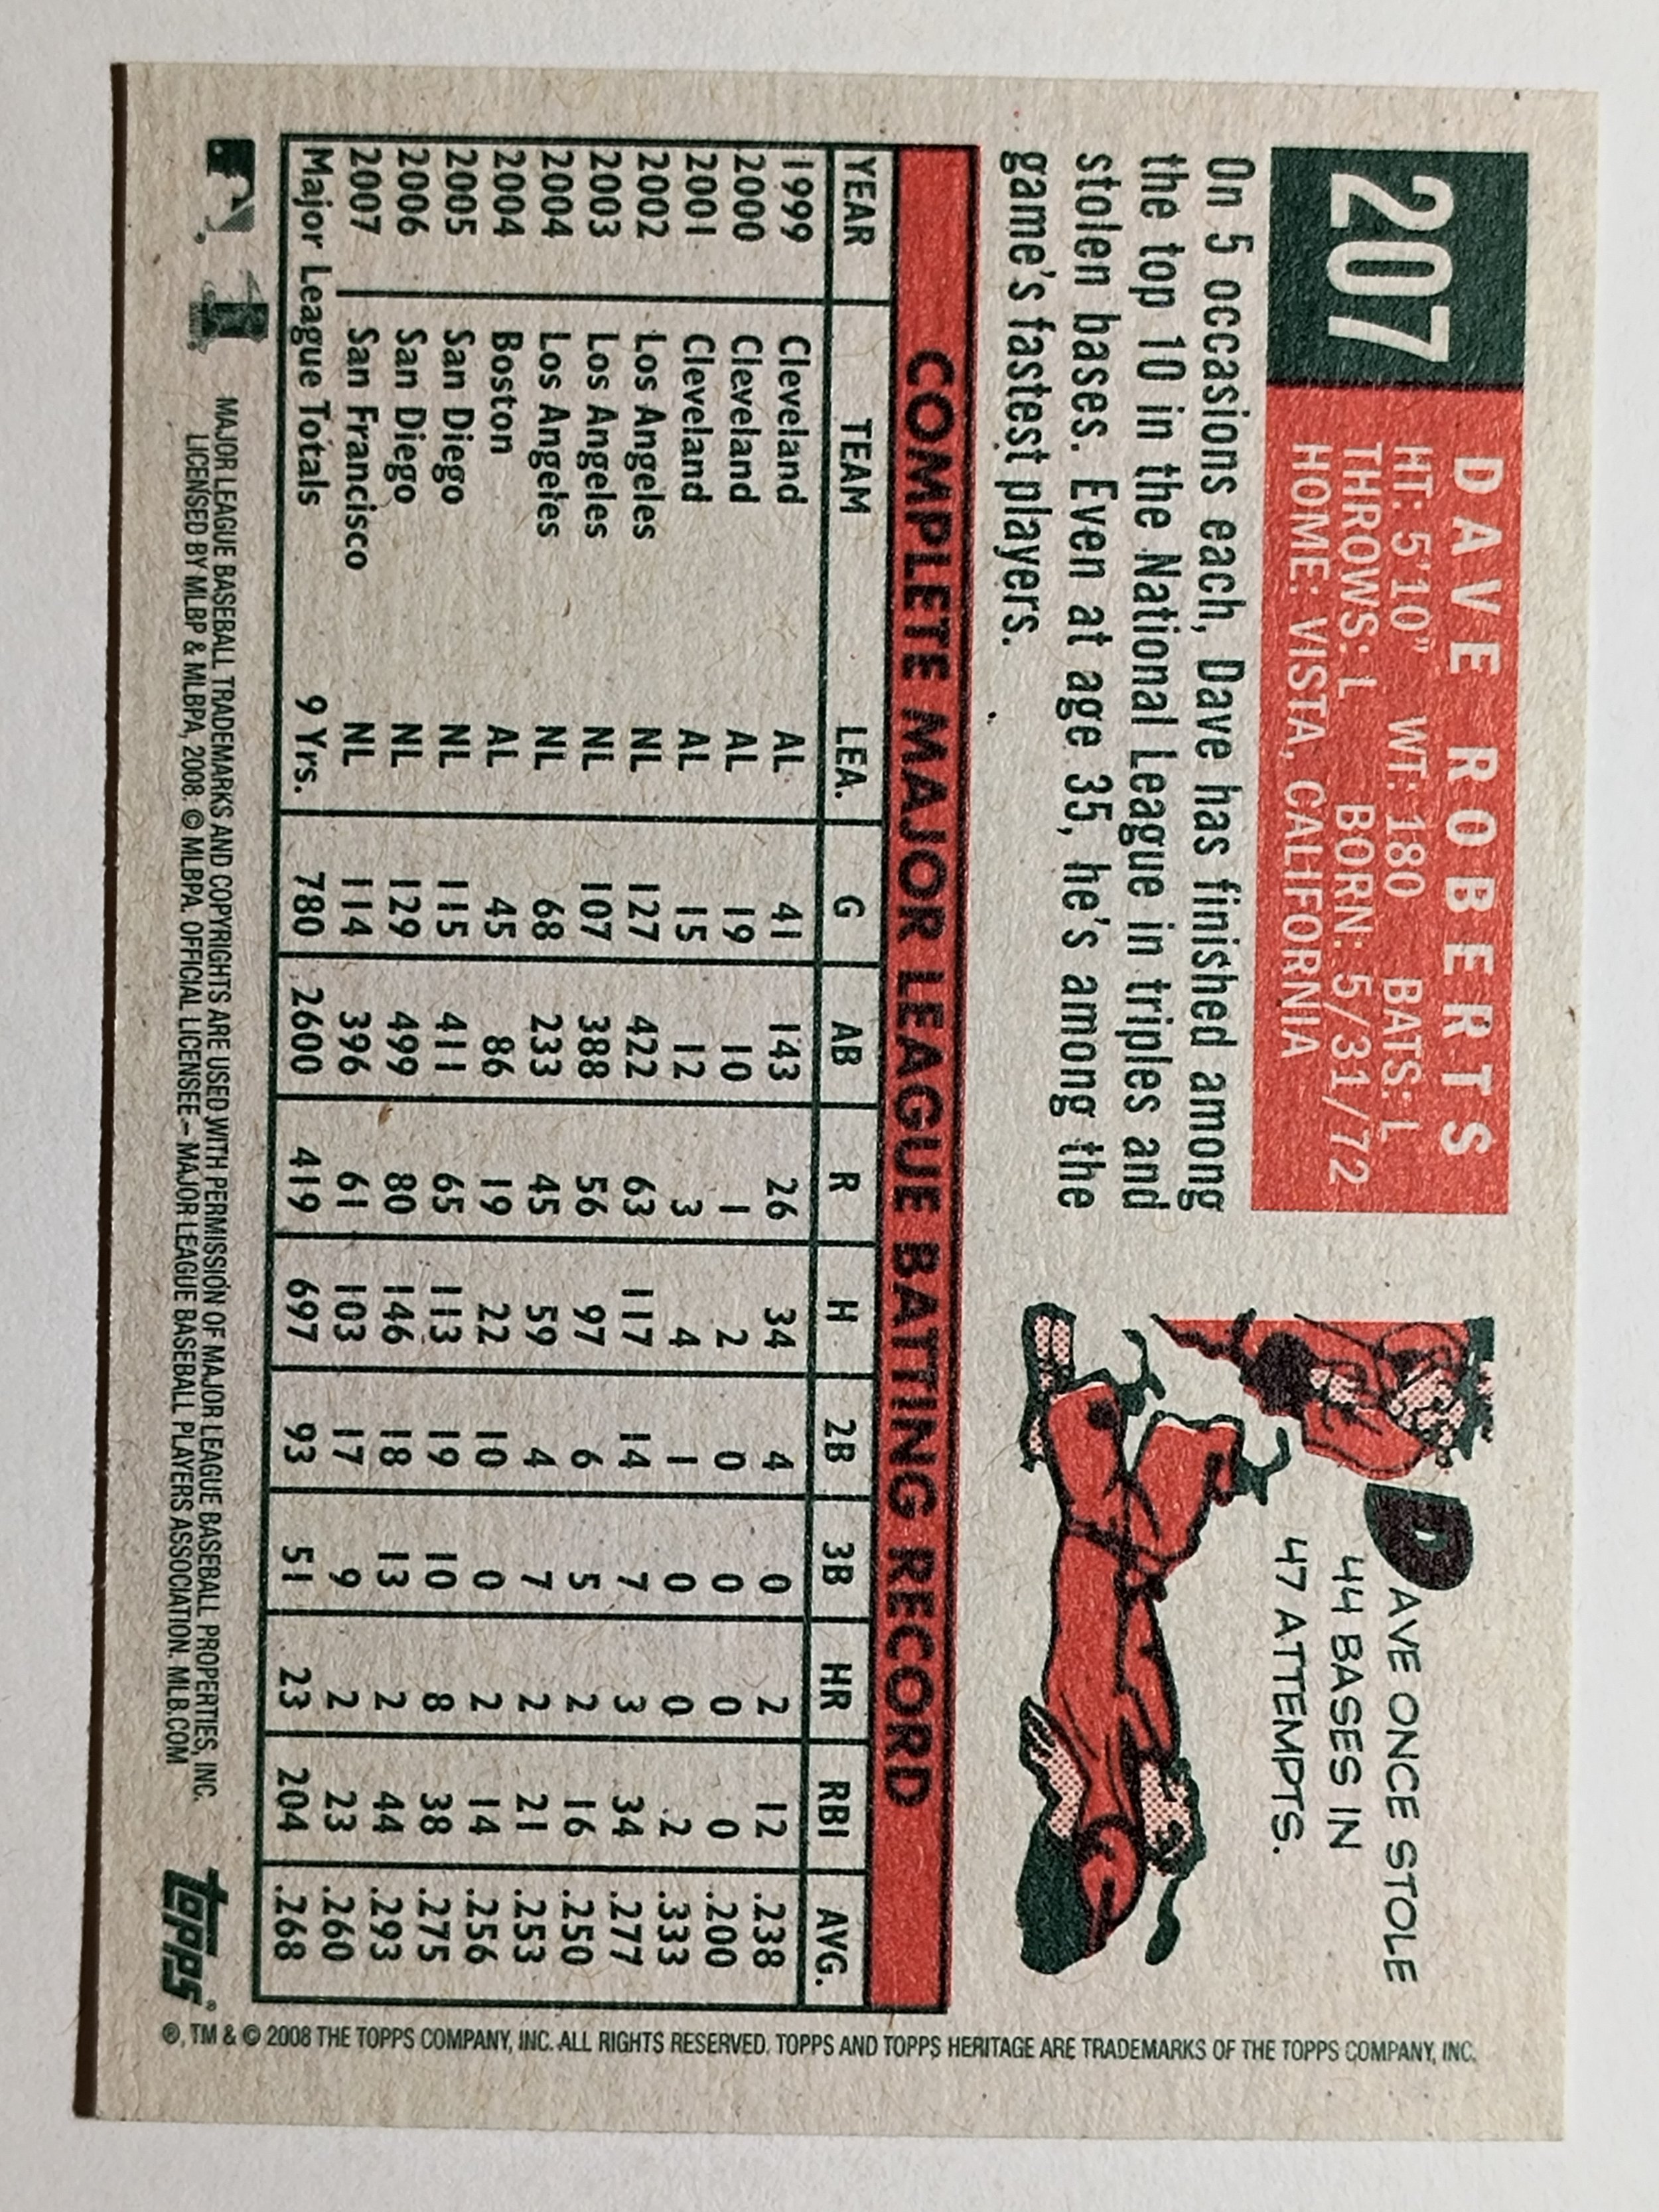 207
DAVE ROBERTS
HT: 5'10" WT: 180 BATS: L
THROWS: L BORN: 5/31/72
HOME: VISTA, CALIFORNIA
On 5 occasions each, Dave has finished among
the top 10 in the National League in triples and
stolen bases. Even at age 35, he's among the
game's fastest players.
DAVE ONCE STOLE
44 BASES IN
47 ATTEMPTS.
COMPLETE MAJOR LEAGUE BATTING RECORD
YEAR TEAM LEA. G AB R H 2B 3B HR RBI AVG.
1999 Cleveland AL 41 143 26 34 4 0 2 12 .238
2000 Cleveland AL 19 10 1 2 0 0 0 0 .200
2001 Cleveland AL 15 12 3 4 1 0 0 2 .333
2002 Los Angeles NL 127 422 63 117 14 7 3 34 .277
2003 Los Angeles NL 107 388 56 97 6 5 2 16 .250
2004 Los Angeles NL 68 233 45 59 4 7 2 21 .253
2004 Boston AL 45 86 19 22 10 0 2 14 .256
2005 San Diego NL 115 411 65 113 19 10 8 38 .275
2006 San Diego NL 129 499 80 146 18 13 2 44 .293
2007 San Francisco NL 114 396 61 103 17 9 2 23 .260
Major League Totals 9 Yrs. 780 2600 419 697 93 51 23 204 .268
MAJOR LEAGUE BASEBALL TRADEMARKS AND COPYRIGHTS ARE USED WITH PERMISSION OF MAJOR LEAGUE BASEBALL PROPERTIES, INC.
LICENSED BY MLBP & MLBPA, 2008. © MLBPA. OFFICIAL LICENSEE – MAJOR LEAGUE BASEBALL PLAYERS ASSOCIATION. MLB.COM
topps®
®, TM & © 2008 THE TOPPS COMPANY, INC. ALL RIGHTS RESERVED. TOPPS AND TOPPS HERITAGE ARE TRADEMARKS OF THE TOPPS COMPANY, INC.